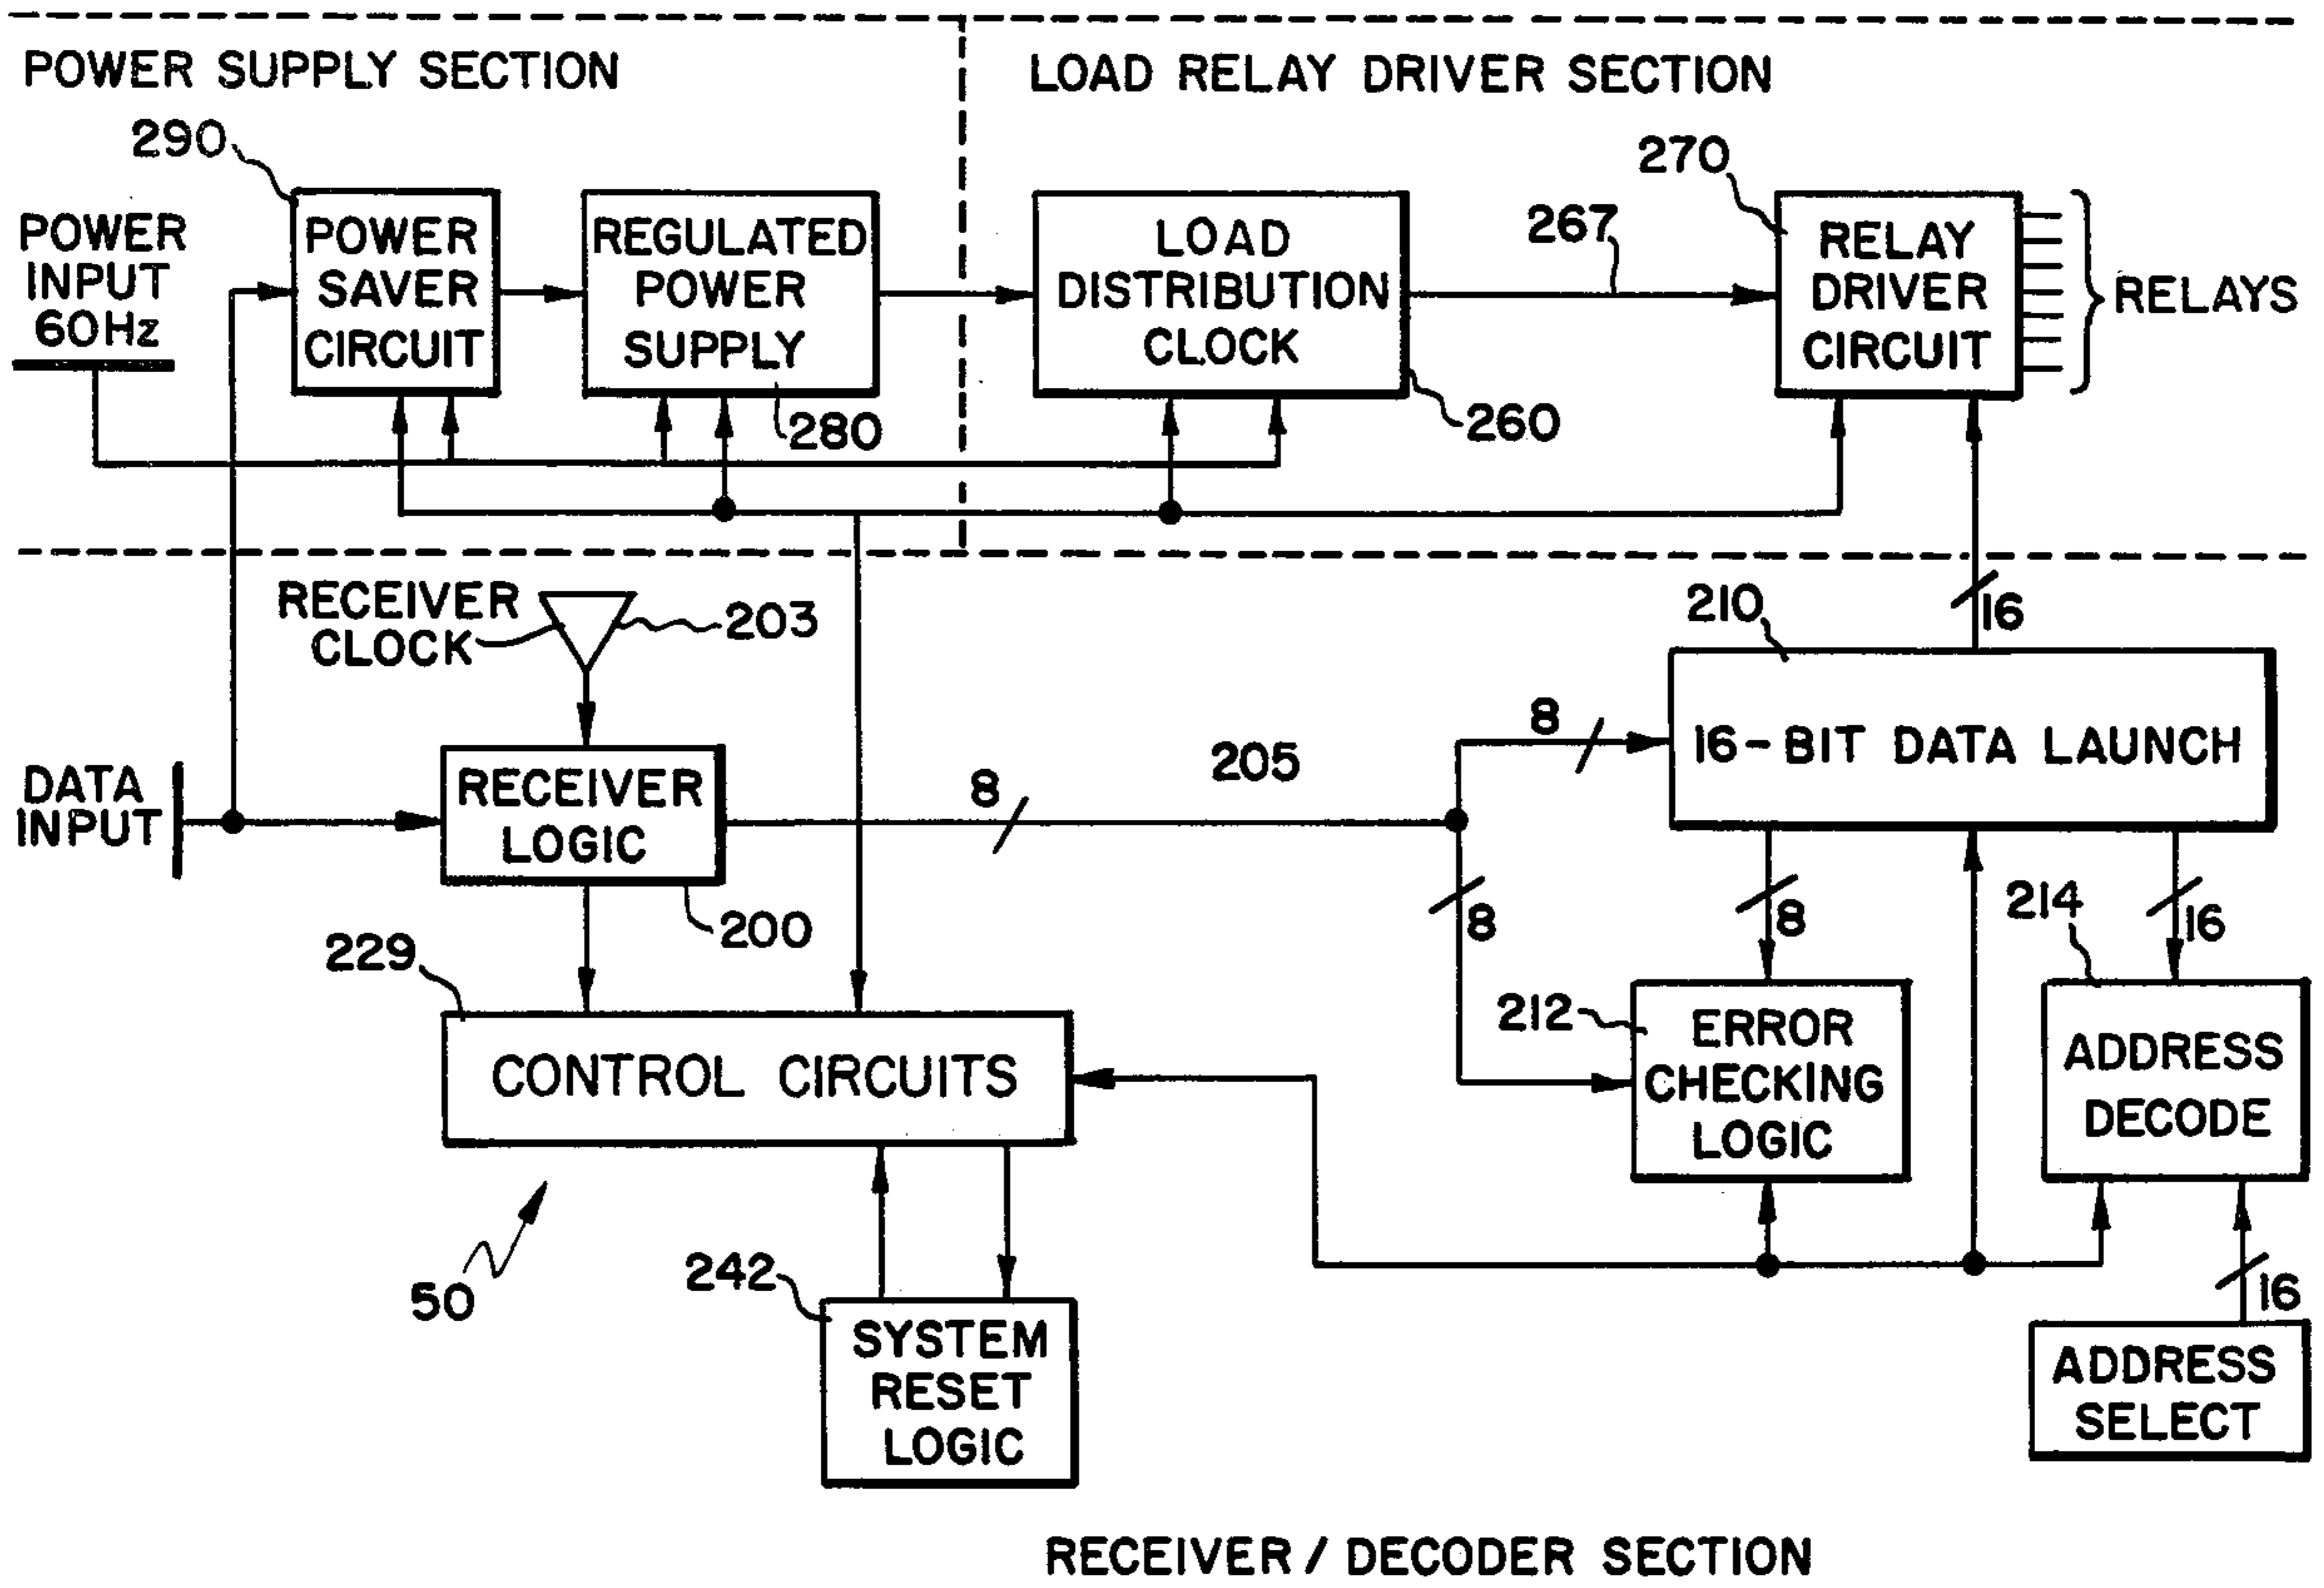 POWER SUPPLY SECTION
LOAD RELAY DRIVER SECTION
290
270
POWER
INPUT
60Hz
POWER
SAVER
CIRCUIT
REGULATED
POWER
SUPPLY
280
LOAD
DISTRIBUTION
CLOCK
260
267
RELAY
DRIVER
CIRCUIT
RELAYS
RECEIVER
CLOCK
203
210
16
DATA
INPUT
RECEIVER
LOGIC
200
8
205
8
16-BIT DATA LAUNCH
8
8
16
214
229
CONTROL CIRCUITS
212
ERROR
CHECKING
LOGIC
ADDRESS
DECODE
50
242
SYSTEM
RESET
LOGIC
16
ADDRESS
SELECT
RECEIVER / DECODER SECTION